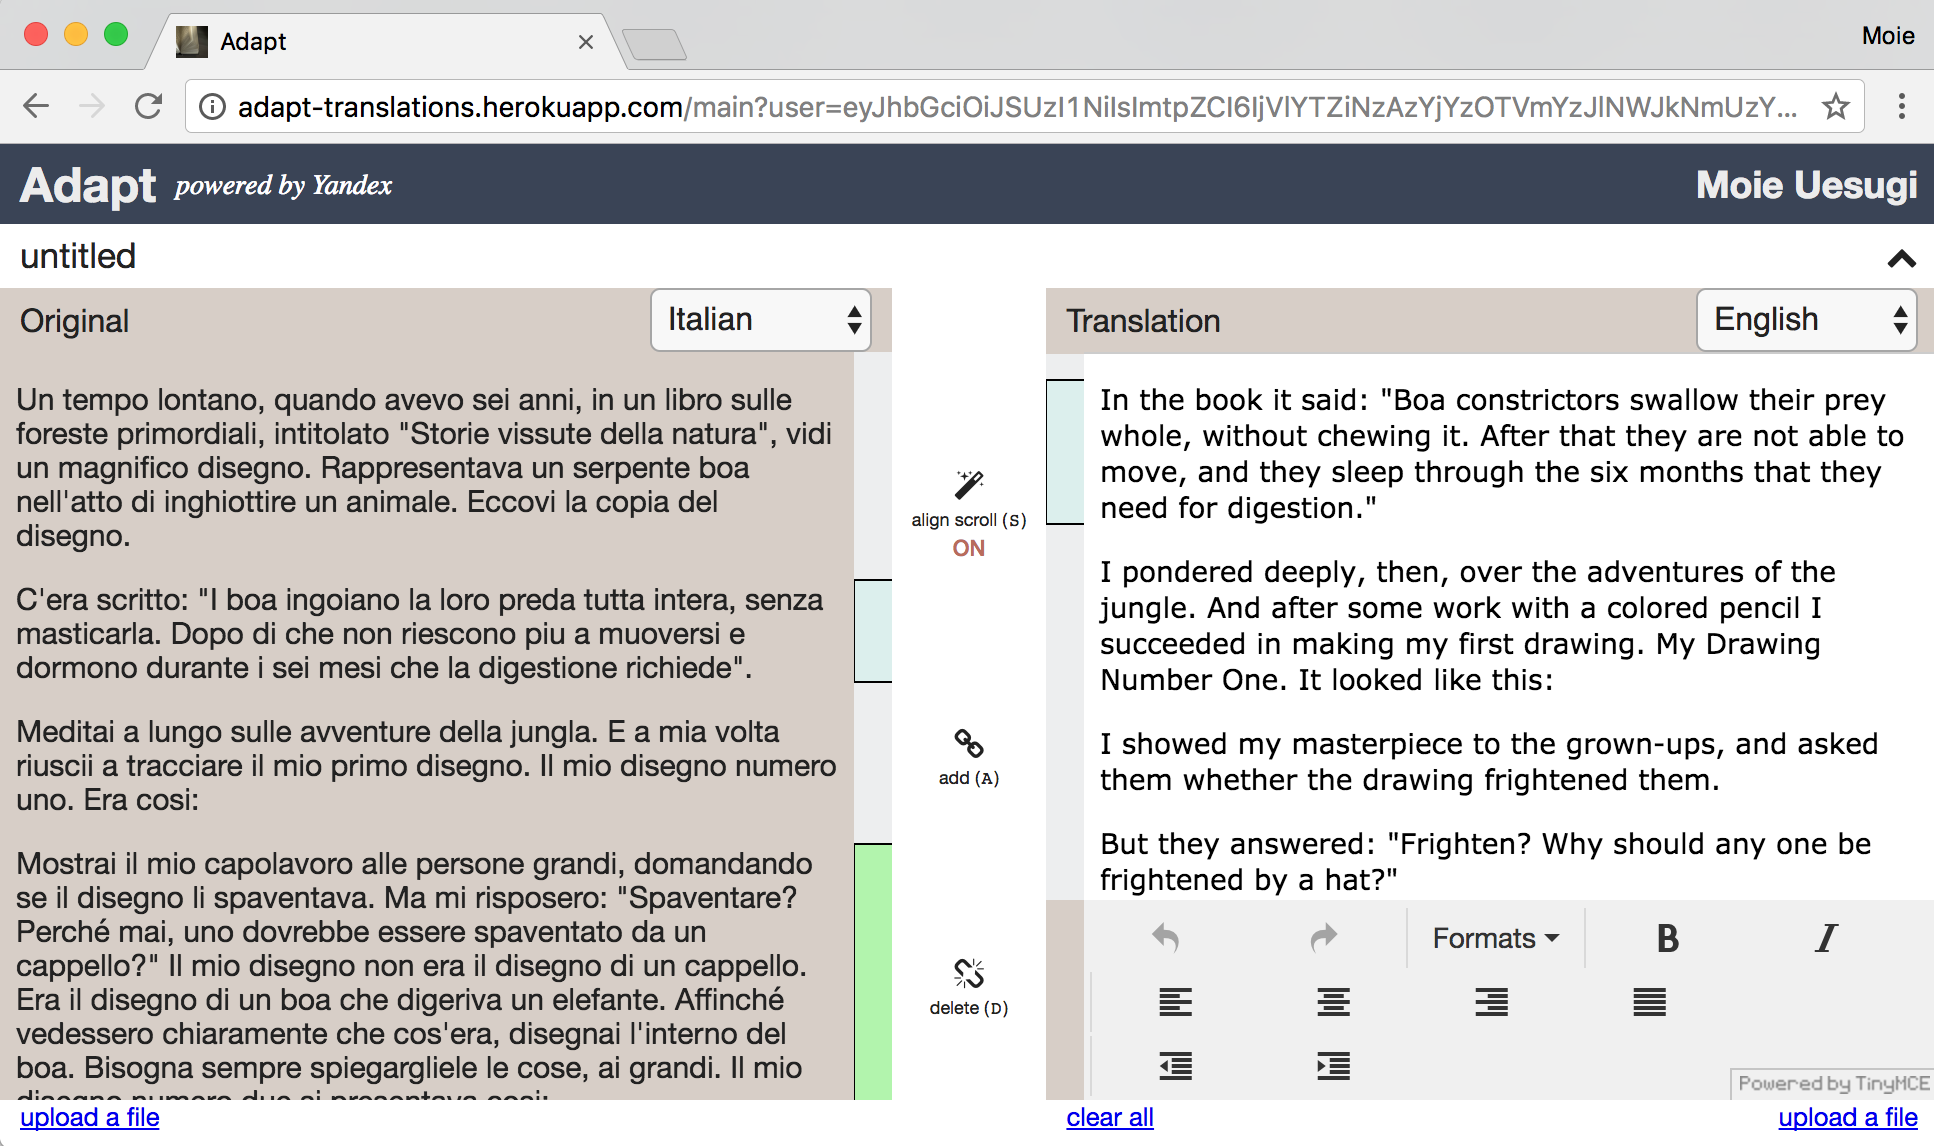 Adapt
Moie
adapt-translations.herokuapp.com/main?user=eyJhbGciOiJSUzI1NiIsImtpZCI6IjVlYTZiNzAzYjYzOTVmYzJlNWJkNmUzY...
Adapt powered by Yandex
Moie Uesugi
untitled
Original
Italian
Un tempo lontano, quando avevo sei anni, in un libro sulle
foreste primordiali, intitolato "Storie vissute della natura", vidi
un magnifico disegno. Rappresentava un serpente boa
nell'atto di inghiottire un animale. Eccovi la copia del
disegno.
C'era scritto: "I boa ingoiano la loro preda tutta intera, senza
masticarla. Dopo di che non riescono piu a muoversi e
dormono durante i sei mesi che la digestione richiede".
Meditai a lungo sulle avventure della jungla. E a mia volta
riuscii a tracciare il mio primo disegno. Il mio disegno numero
uno. Era cosi:
Mostrai il mio capolavoro alle persone grandi, domandando
se il disegno li spaventava. Ma mi risposero: "Spaventare?
Perché mai, uno dovrebbe essere spaventato da un
cappello?" Il mio disegno non era il disegno di un cappello.
Era il disegno di un boa che digeriva un elefante. Affinché
vedessero chiaramente che cos'era, disegnai l'interno del
boa. Bisogna sempre spiegargliele le cose, ai grandi. Il mio
disegno numero due si presentava cosi:
upload a file
align scroll (S)
ON
add (A)
delete (D)
Translation
English
In the book it said: "Boa constrictors swallow their prey
whole, without chewing it. After that they are not able to
move, and they sleep through the six months that they
need for digestion."
I pondered deeply, then, over the adventures of the
jungle. And after some work with a colored pencil I
succeeded in making my first drawing. My Drawing
Number One. It looked like this:
I showed my masterpiece to the grown-ups, and asked
them whether the drawing frightened them.
But they answered: "Frighten? Why should any one be
frightened by a hat?"
Formats
B
I
Powered by TinyMCE
clear all
upload a file